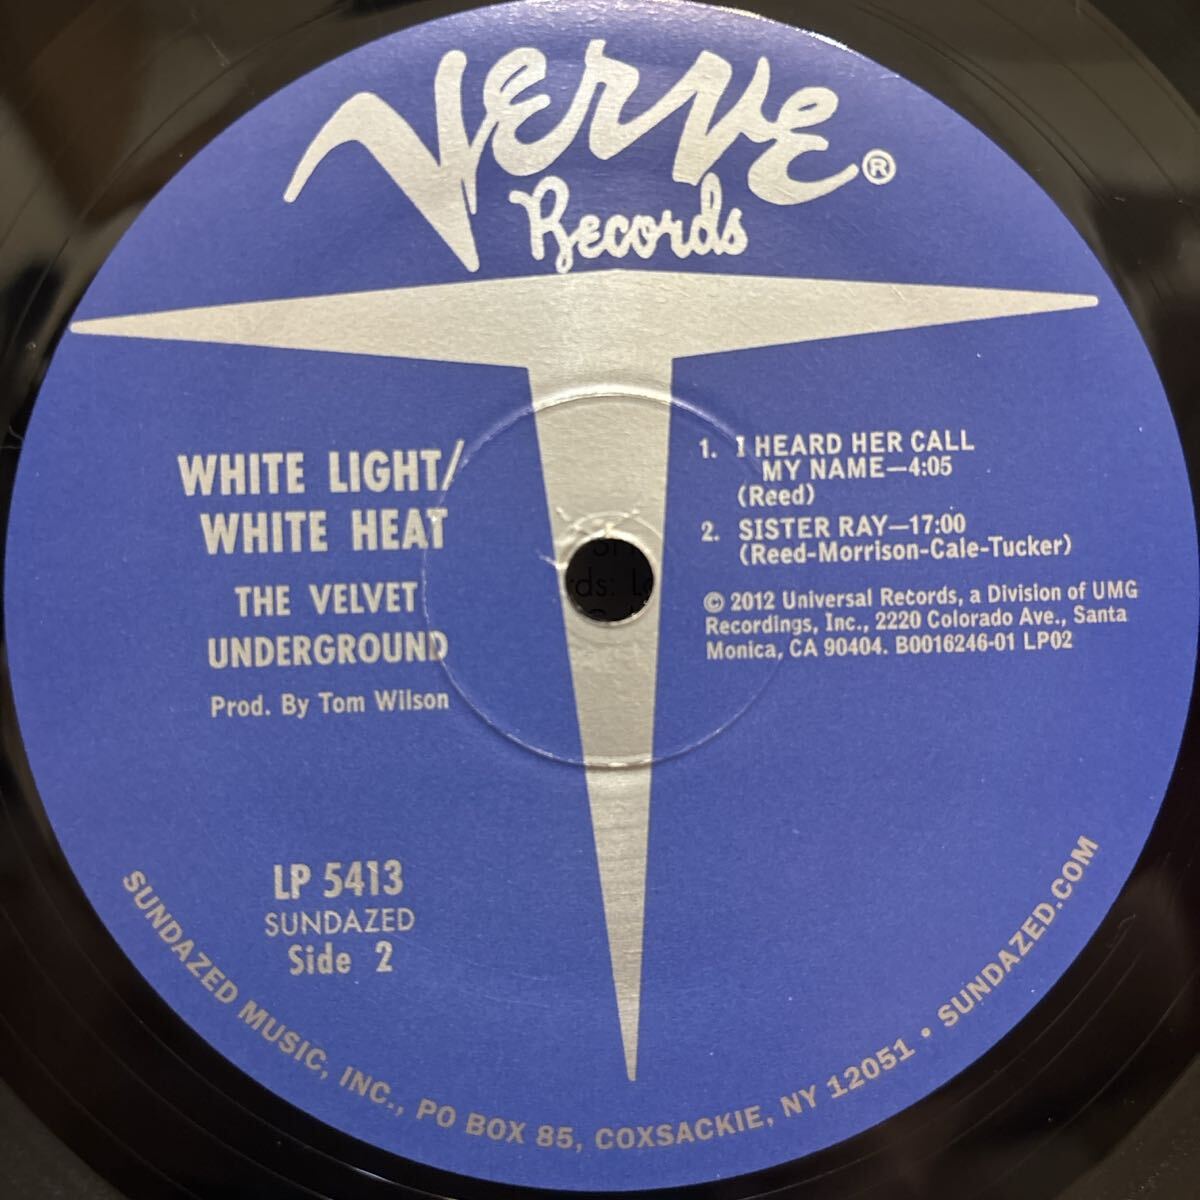 Verve®
Records
WHITE LIGHT/
WHITE HEAT
THE VELVET
UNDERGROUND
Prod. By Tom Wilson
1. I HEARD HER CALL
MY NAME—4:05
(Reed)
2. SISTER RAY—17:00
(Reed-Morrison-Cale-Tucker)
© 2012 Universal Records, a Division of UMG
Recordings, Inc., 2220 Colorado Ave., Santa
Monica, CA 90404. B0016246-01 LP02
LP 5413
SUNDAZED
Side 2
SUNDAZED MUSIC, INC., PO BOX 85, COXSACKIE, NY 12051 • SUNDAZED.COM